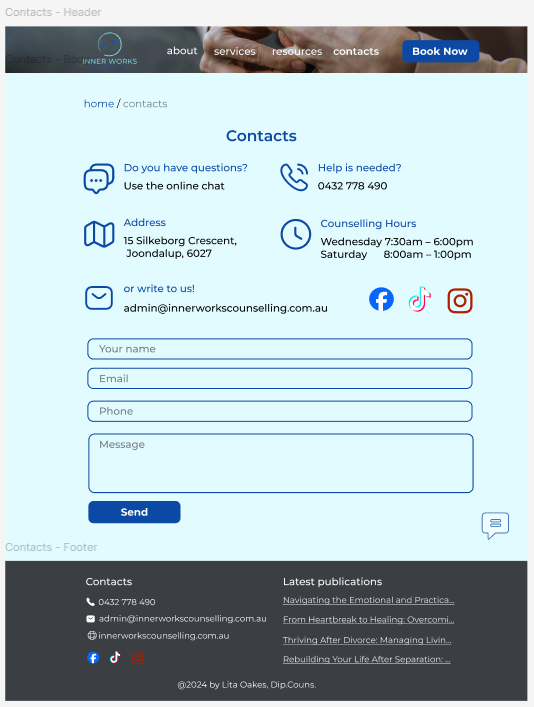 Contacts - Header
Contacts - Bo
INNER WORKS
about
services
resources
contacts
Book Now
home / contacts
Contacts
Do you have questions?
Use the online chat
Help is needed?
0432 778 490
Address
15 Silkeborg Crescent,
Joondalup, 6027
Counselling Hours
Wednesday 7:30am – 6:00pm
Saturday 8:00am – 1:00pm
or write to us!
admin@innerworkscounselling.com.au
Your name
Email
Phone
Message
Send
Contacts - Footer
Contacts
0432 778 490
admin@innerworkscounselling.com.au
innerworkscounselling.com.au
Latest publications
Navigating the Emotional and Practica...
From Heartbreak to Healing: Overcomi...
Thriving After Divorce: Managing Livin...
Rebuilding Your Life After Separation: ...
@2024 by Lita Oakes, Dip.Couns.